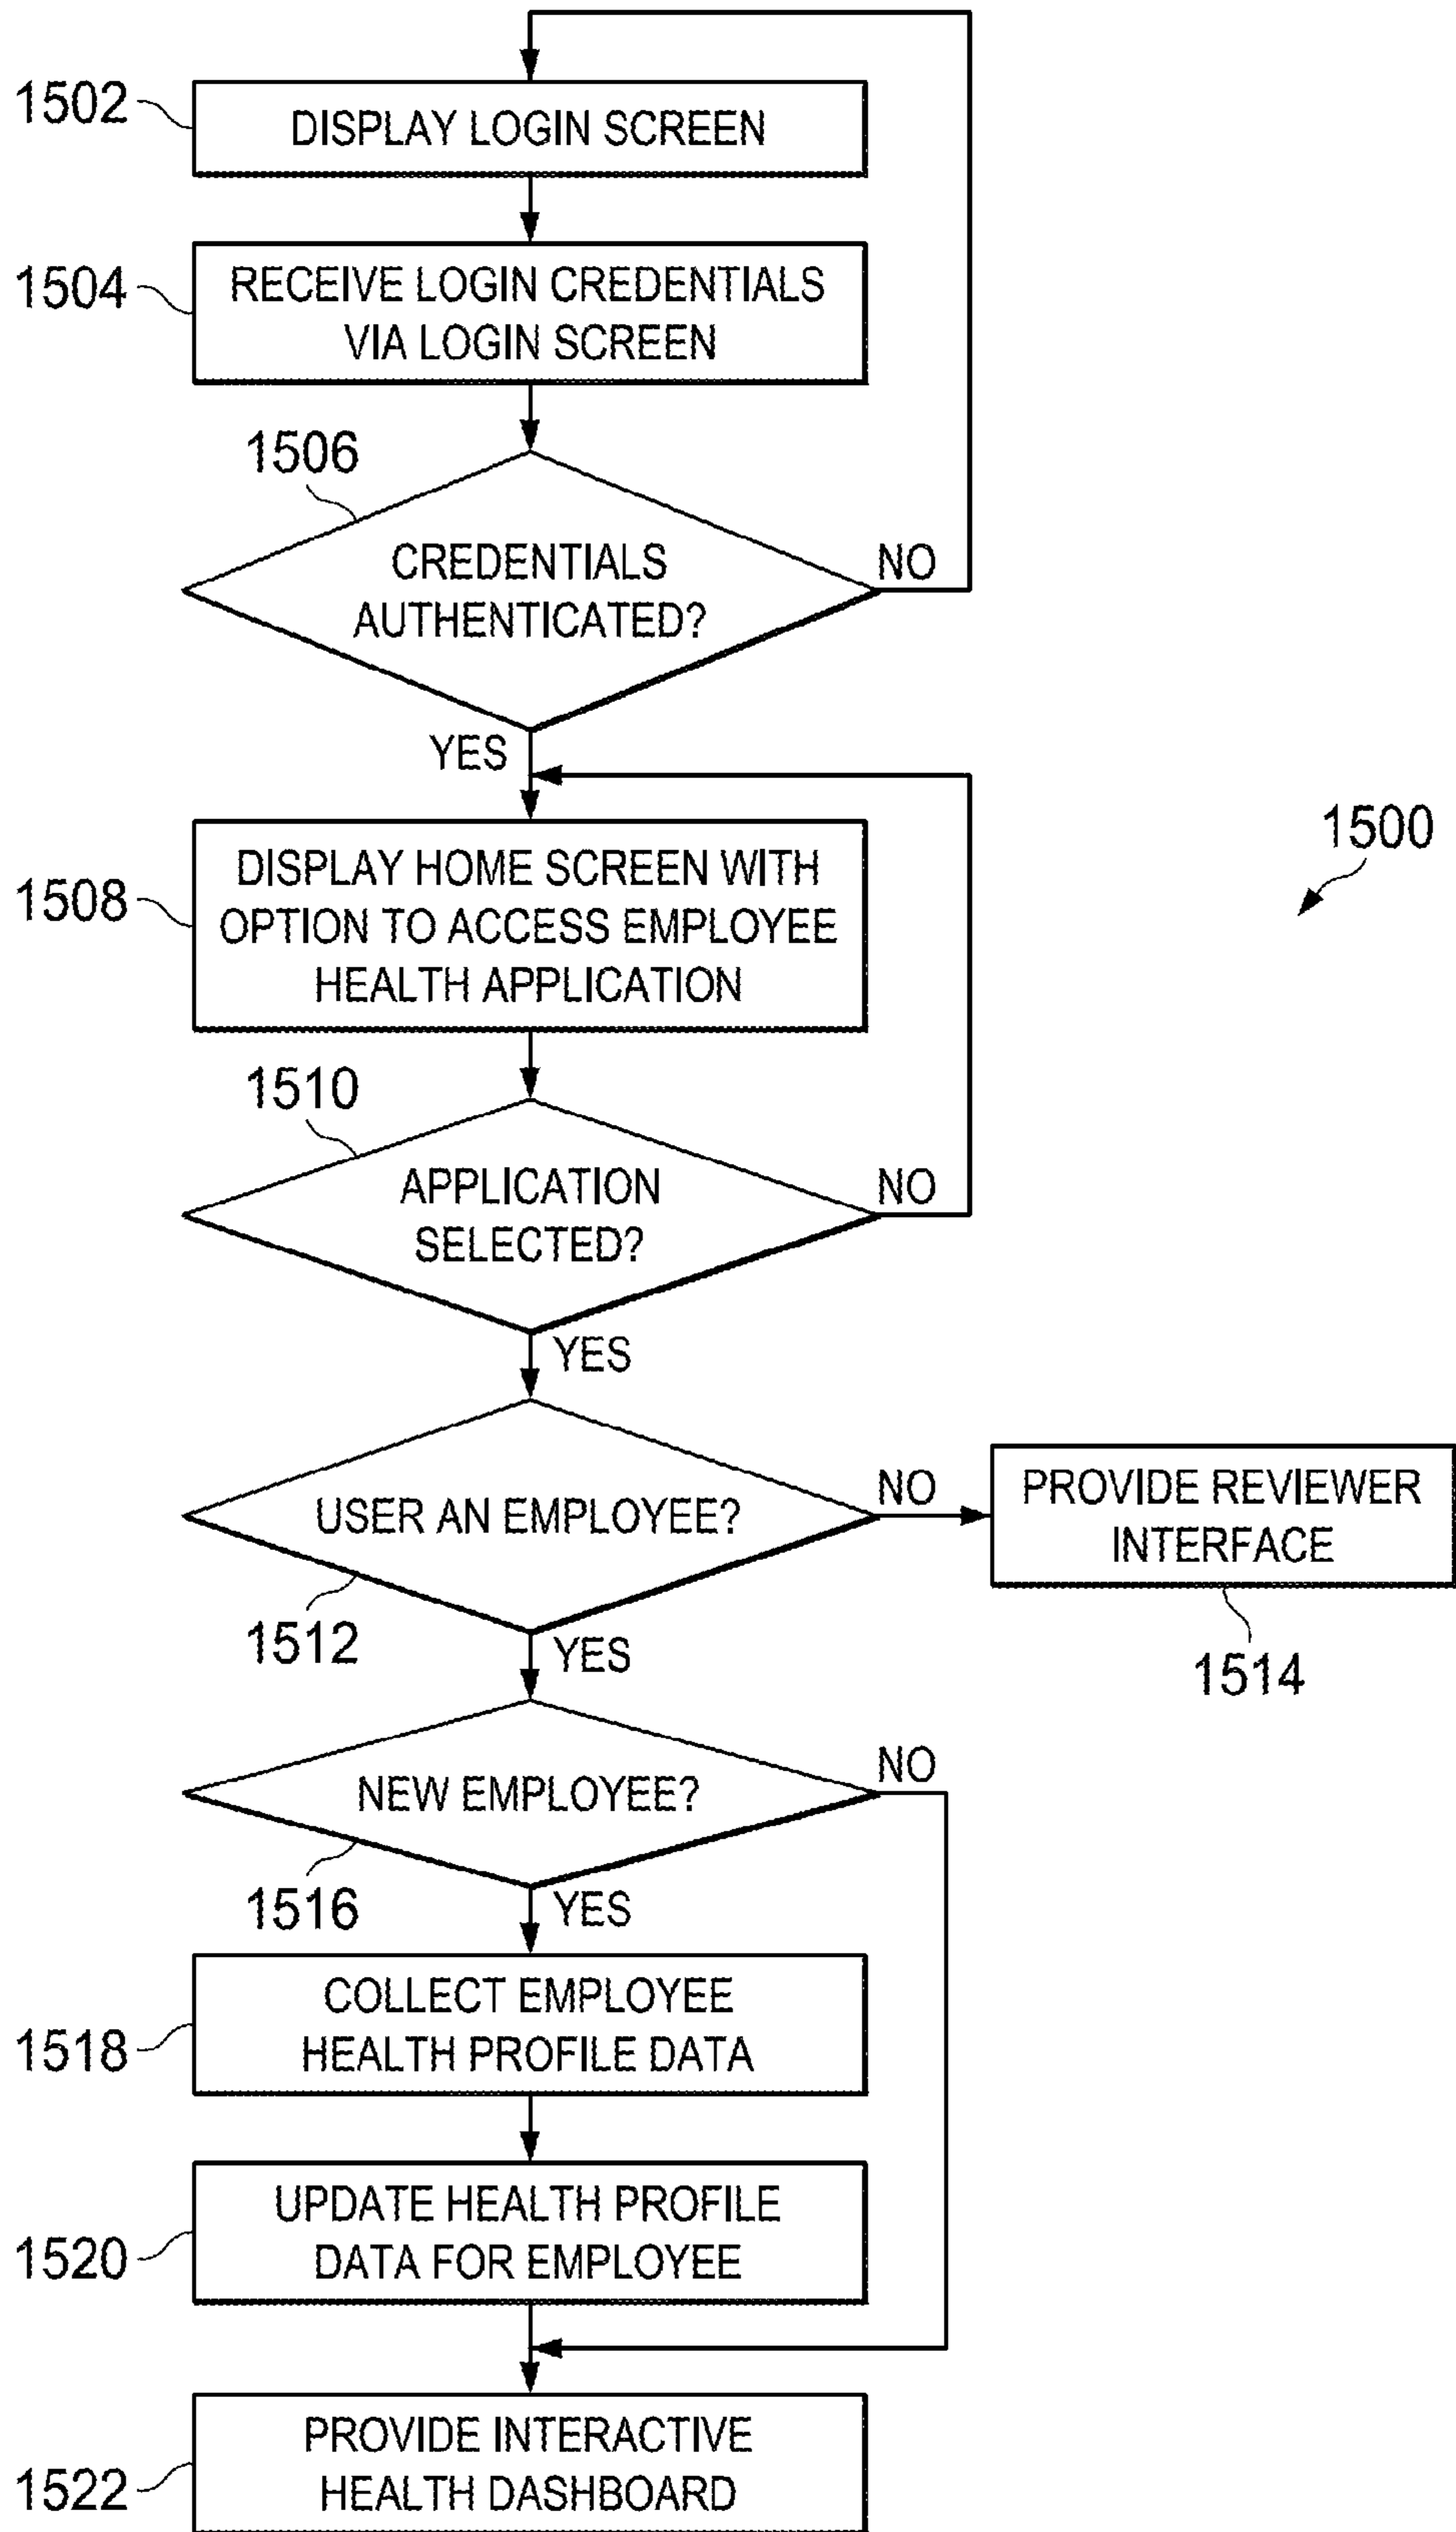 1502
DISPLAY LOGIN SCREEN
1504
RECEIVE LOGIN CREDENTIALS
VIA LOGIN SCREEN
1506
CREDENTIALS
AUTHENTICATED?
NO
YES
1500
1508
DISPLAY HOME SCREEN WITH
OPTION TO ACCESS EMPLOYEE
HEALTH APPLICATION
1510
APPLICATION
SELECTED?
NO
YES
USER AN EMPLOYEE?
NO
PROVIDE REVIEWER
INTERFACE
1512
YES
1514
NEW EMPLOYEE?
NO
1516
YES
1518
COLLECT EMPLOYEE
HEALTH PROFILE DATA
1520
UPDATE HEALTH PROFILE
DATA FOR EMPLOYEE
1522
PROVIDE INTERACTIVE
HEALTH DASHBOARD